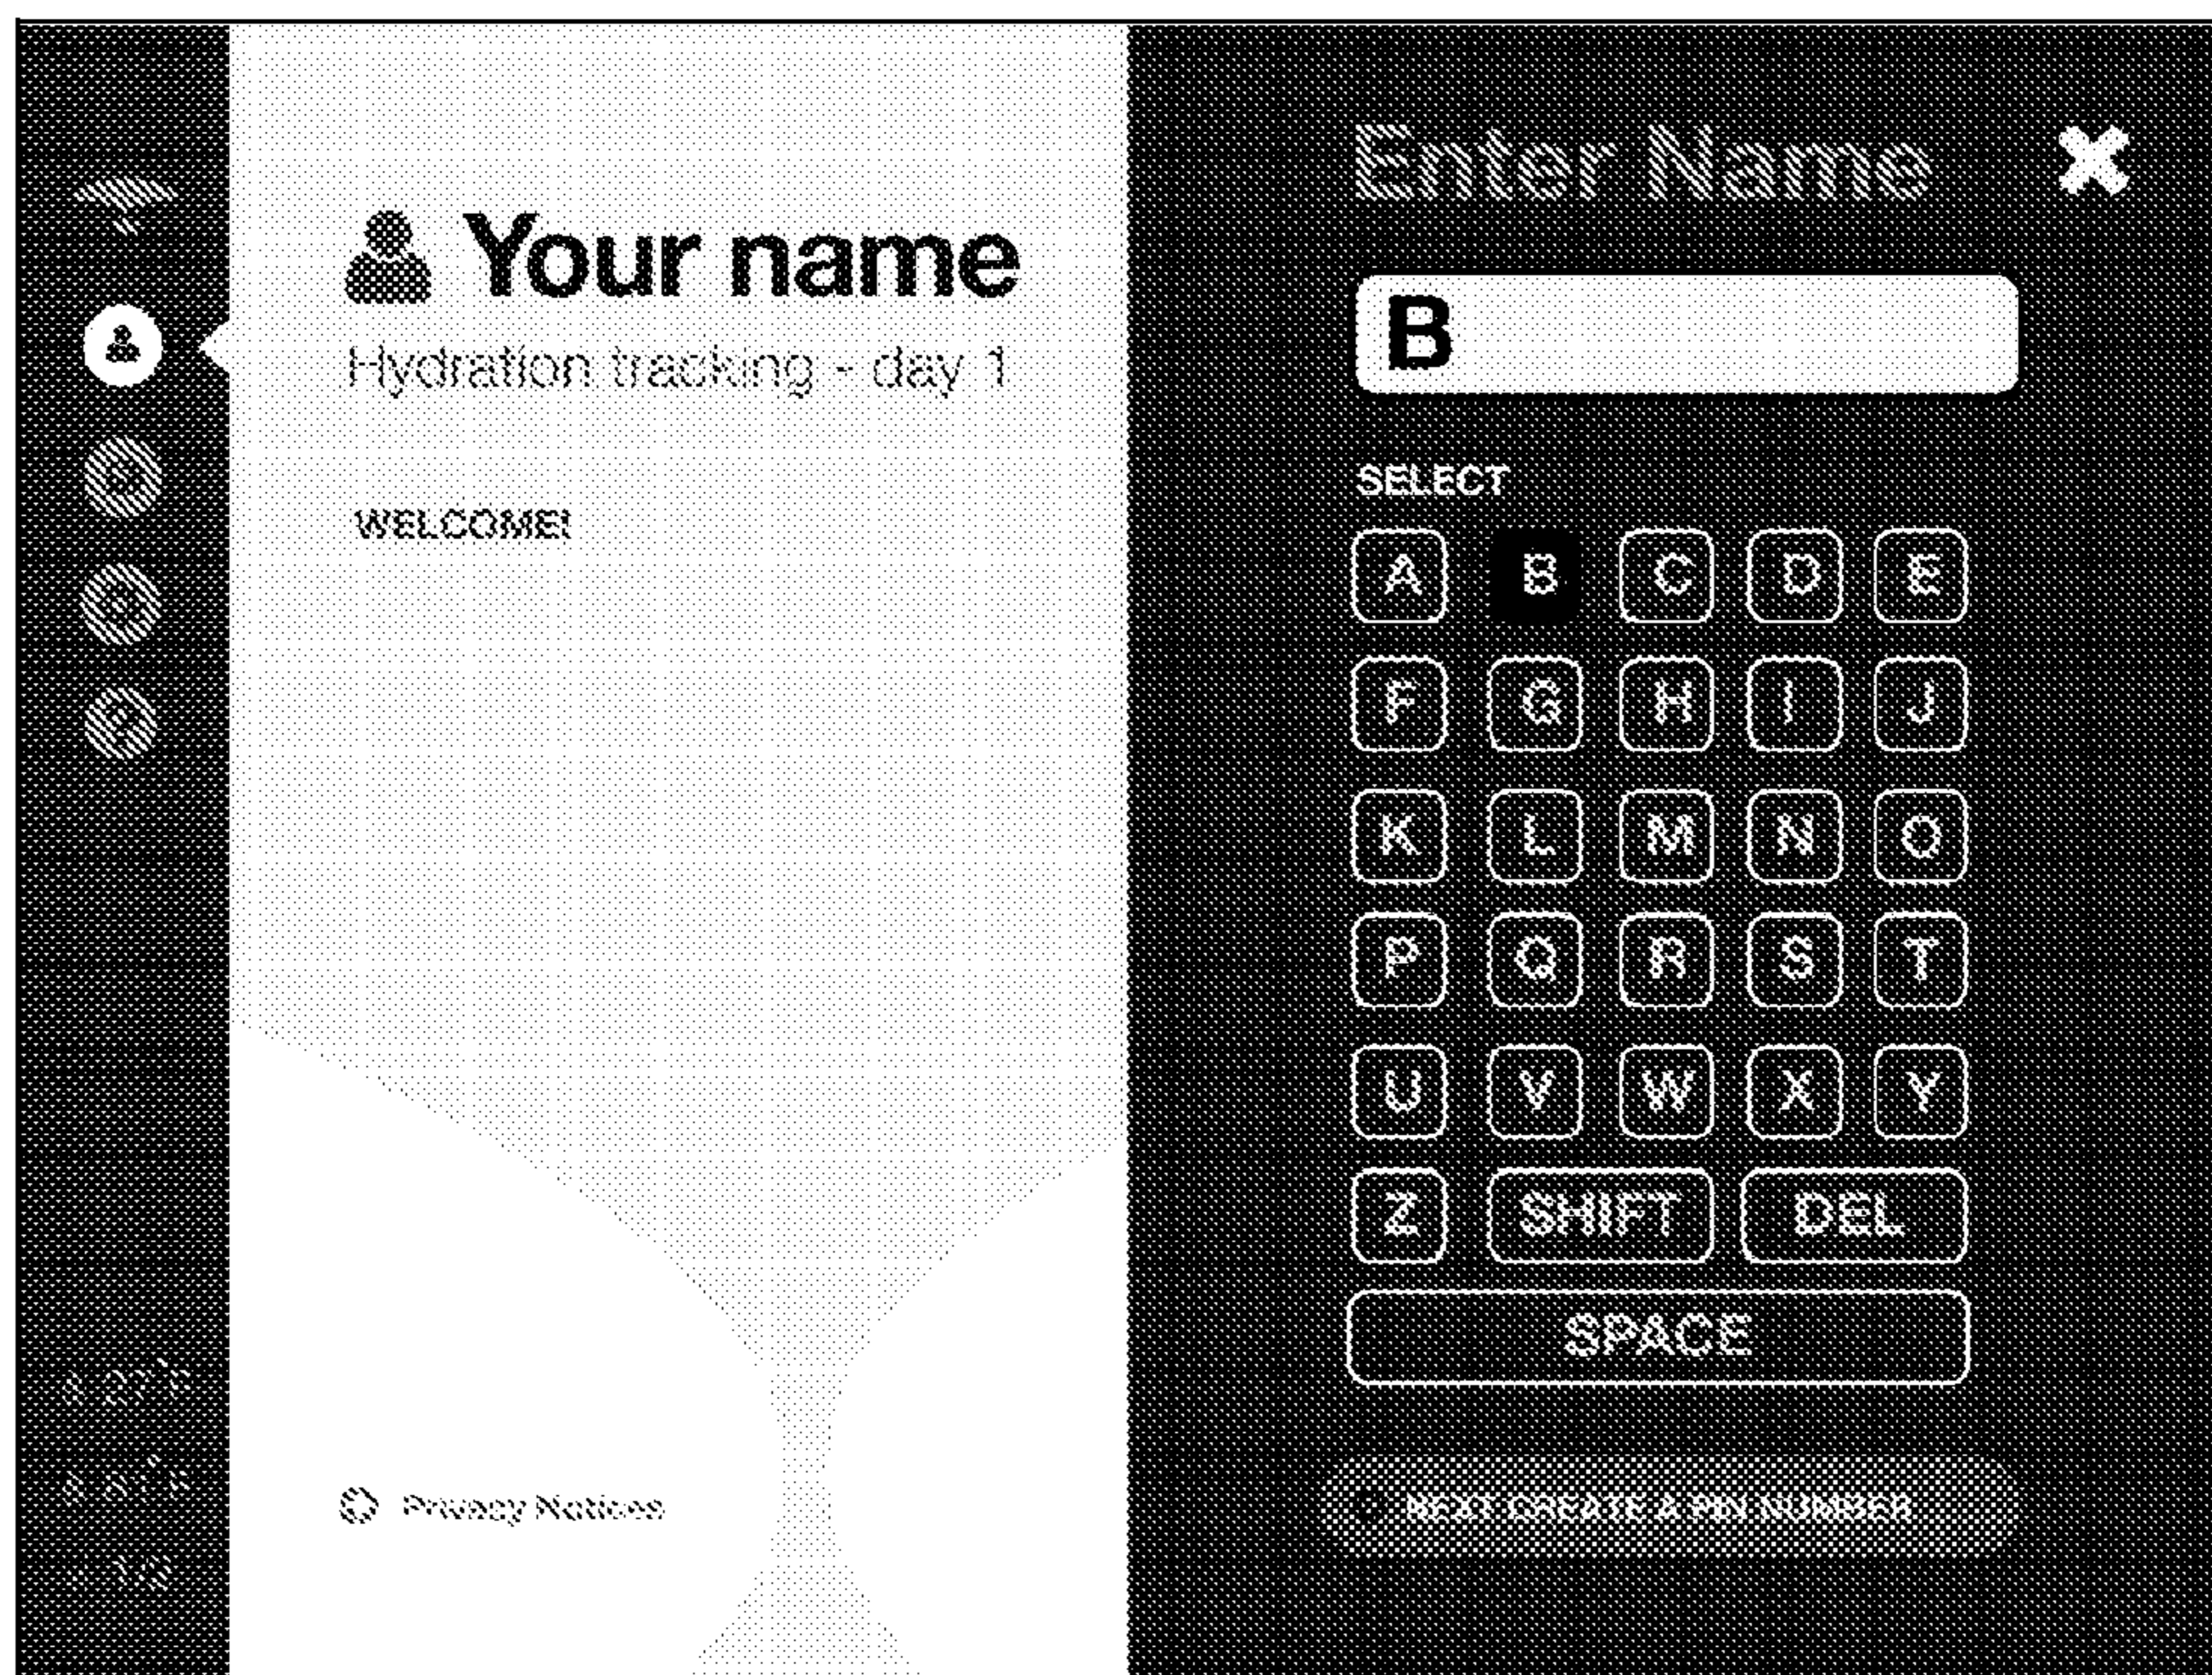 Your name
Hydration tracking - day 1
WELCOME!
Privacy Notices
Enter Name
B
SELECT
A B C D E
F G H I J
K L M N O
P Q R S T
U V W X Y
Z SHIFT DEL
SPACE
NEXT CREATE A PIN NUMBER